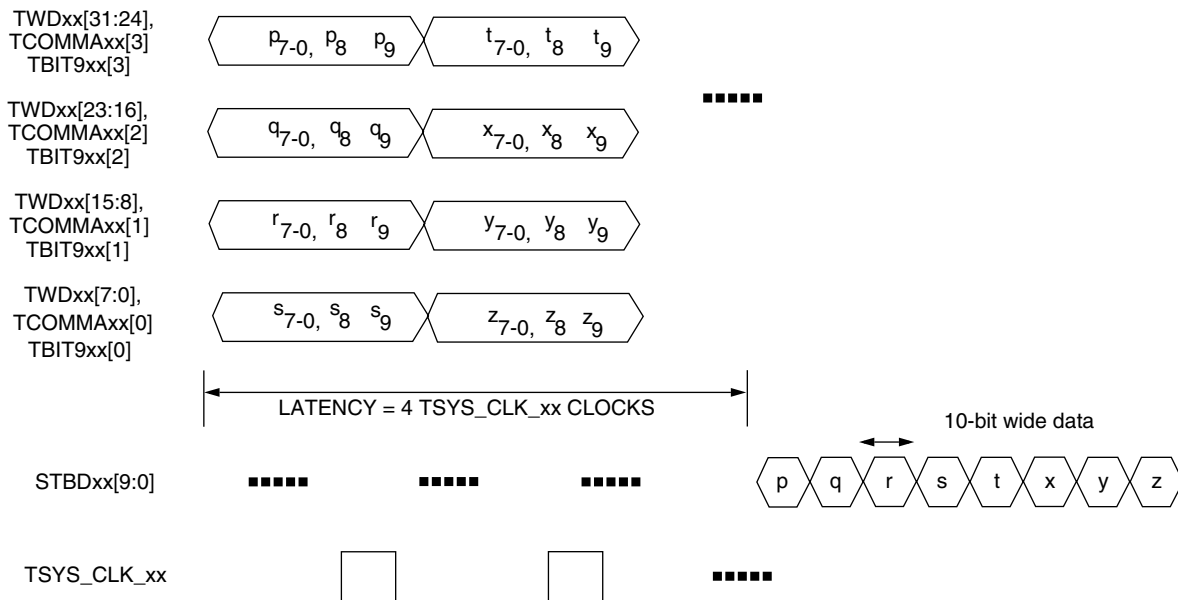 TWDxx[31:24],
TCOMMAxx[3]
TBIT9xx[3]
p7-0, p8 p9
t7-0, t8 t9
TWDxx[23:16],
TCOMMAxx[2]
TBIT9xx[2]
q7-0, q8 q9
x7-0, x8 x9
TWDxx[15:8],
TCOMMAxx[1]
TBIT9xx[1]
r7-0, r8 r9
y7-0, y8 y9
TWDxx[7:0],
TCOMMAxx[0]
TBIT9xx[0]
s7-0, s8 s9
z7-0, z8 z9
LATENCY = 4 TSYS_CLK_xx CLOCKS
10-bit wide data
STBDxx[9:0]
p q r s t x y z
TSYS_CLK_xx